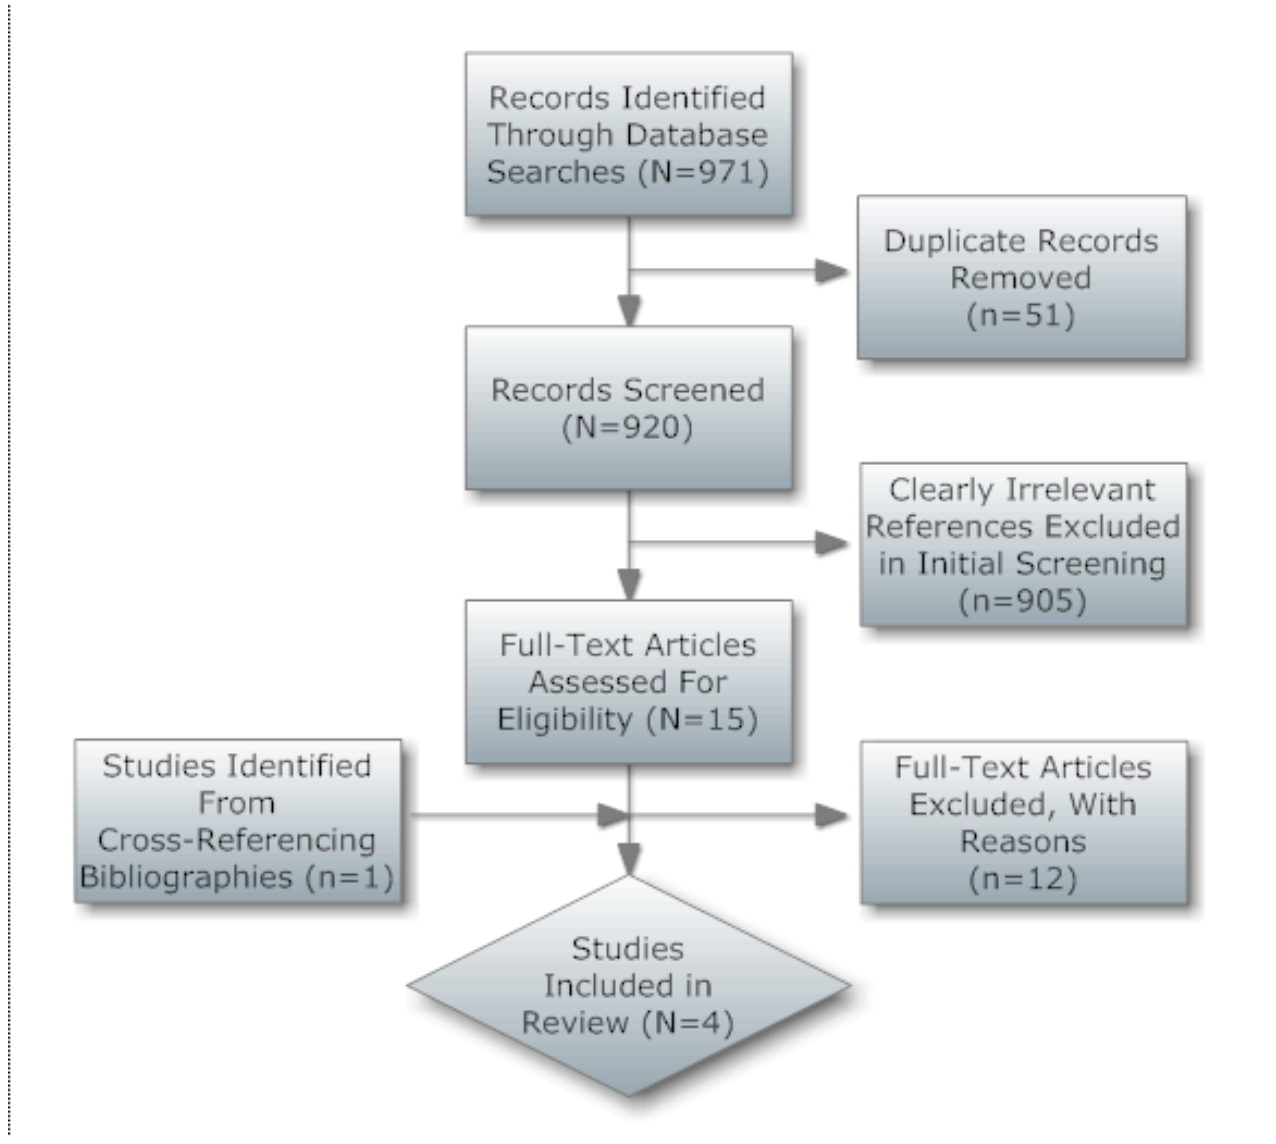 Records Identified
Through Database
Searches (N=971)
Duplicate Records
Removed
(n=51)
Records Screened
(N=920)
Clearly Irrelevant
References Excluded
in Initial Screening
(n=905)
Full-Text Articles
Assessed For
Eligibility (N=15)
Studies Identified
From
Cross-Referencing
Bibliographies (n=1)
Full-Text Articles
Excluded, With
Reasons
(n=12)
Studies
Included in
Review (N=4)